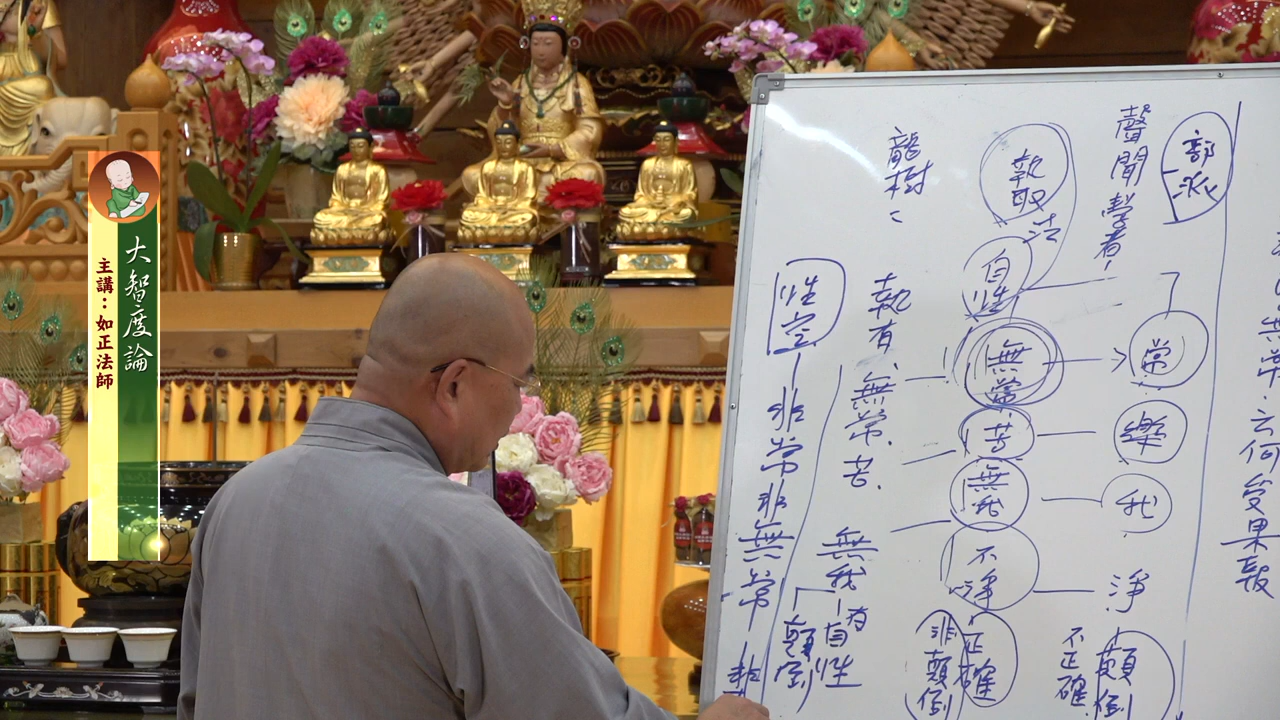 大智度論
主講：如正法師
部派
聲聞聲者
執取
法
自性
無常
常
苦
樂
無我
我
不淨
淨
正確
非顛倒
顛倒
不正確
龍樹
執有、無常、苦、
無我
有自性
顛倒
性空
非常非無常
無常、云何受果報